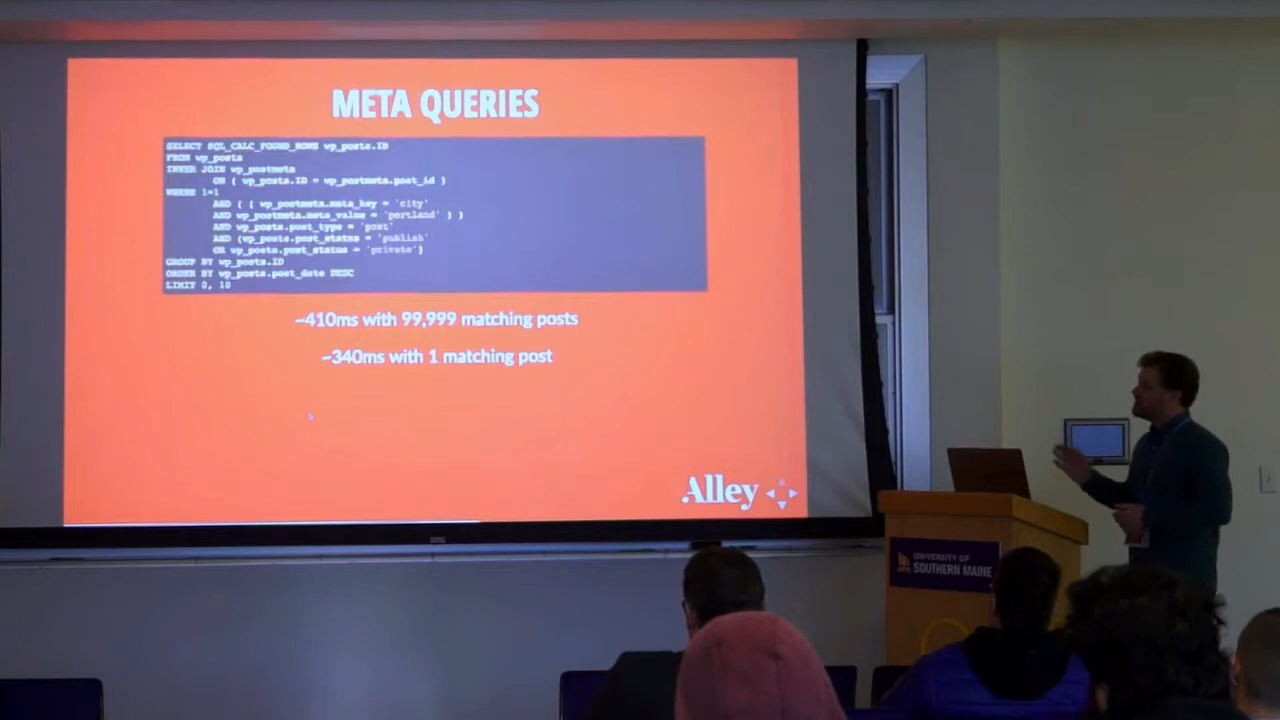 META QUERIES
SELECT SQL_CALC_FOUND_ROWS wp_posts.ID
FROM wp_posts
INNER JOIN wp_postmeta
ON ( wp_posts.ID = wp_postmeta.post_id )
WHERE 1=1
AND ( ( wp_postmeta.meta_key = 'city'
AND wp_postmeta.meta_value = 'portland' ) )
AND wp_posts.post_type = 'post'
AND (wp_posts.post_status = 'publish'
OR wp_posts.post_status = 'private')
GROUP BY wp_posts.ID
ORDER BY wp_posts.post_date DESC
LIMIT 0, 10
~410ms with 99,999 matching posts
~340ms with 1 matching post
Alley
UNIVERSITY OF
SOUTHERN MAINE